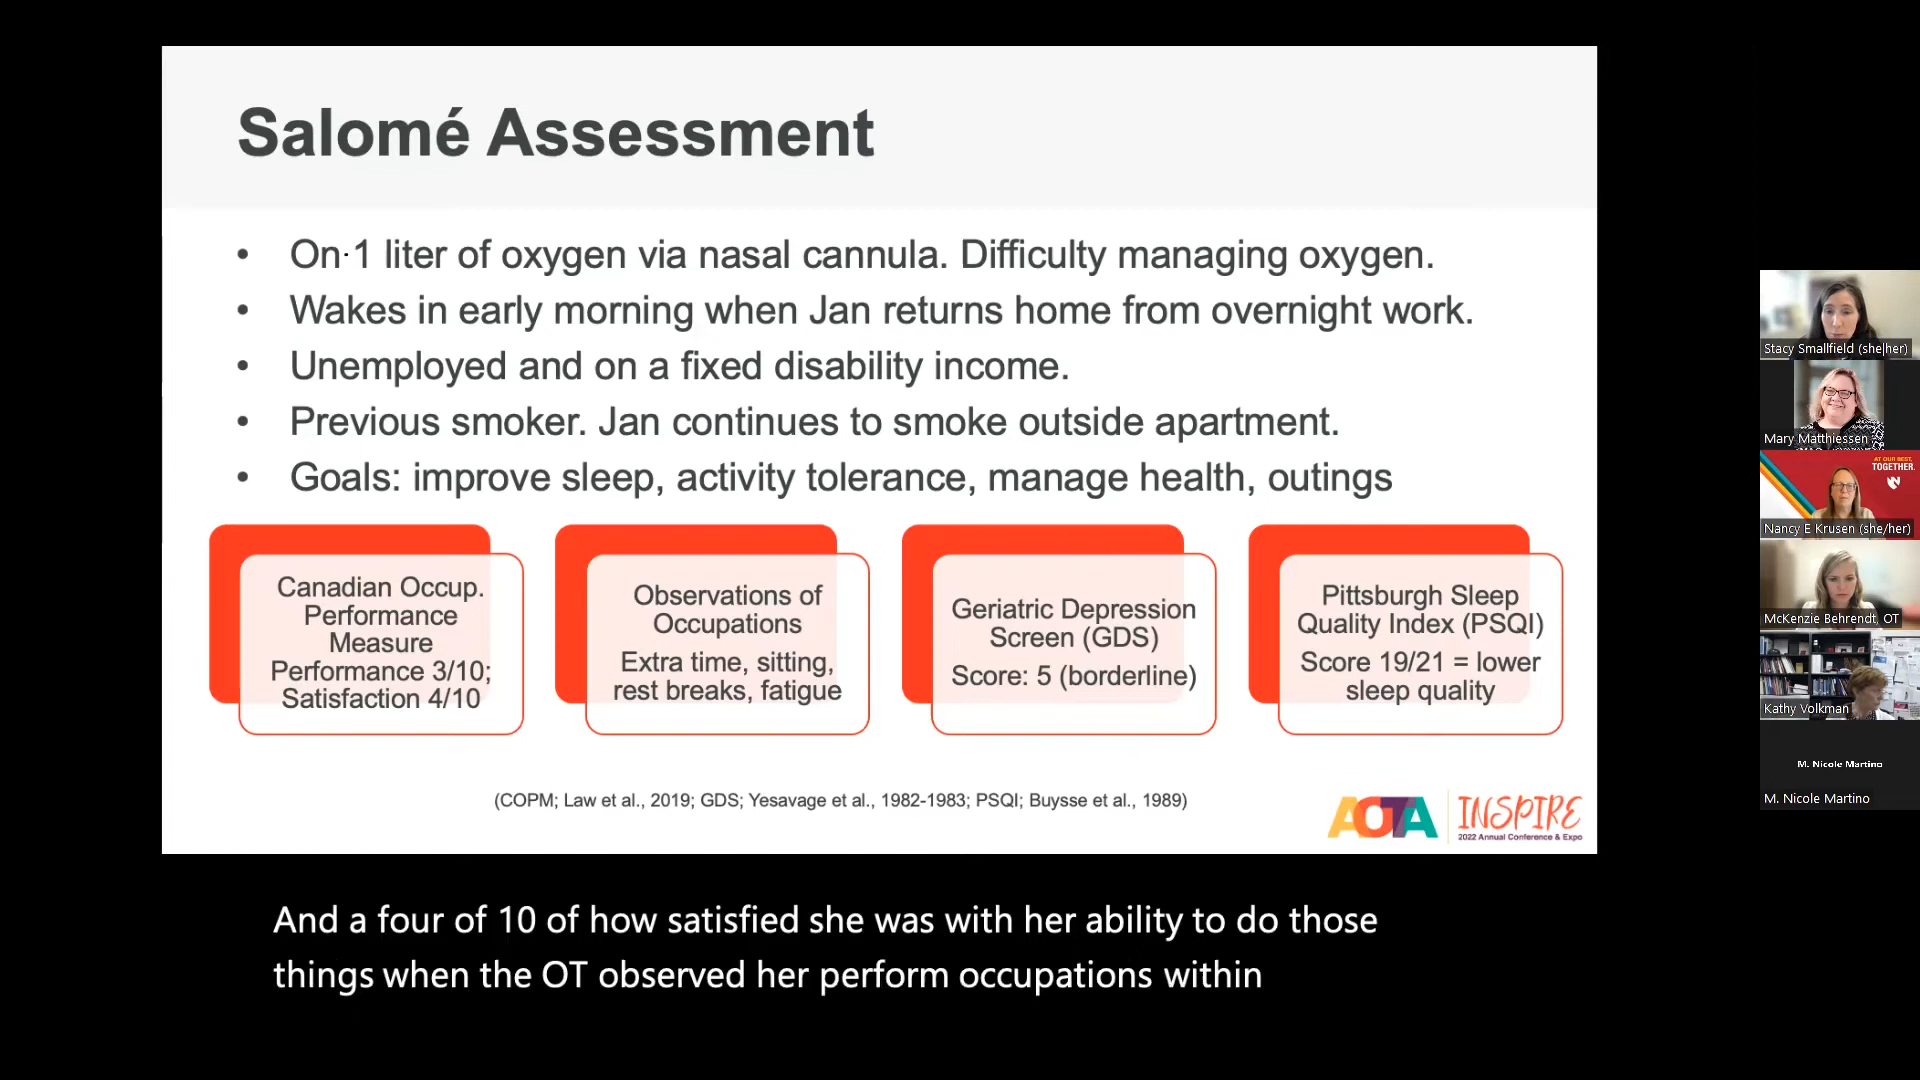 Salomé Assessment
• On 1 liter of oxygen via nasal cannula. Difficulty managing oxygen.
• Wakes in early morning when Jan returns home from overnight work.
• Unemployed and on a fixed disability income.
• Previous smoker. Jan continues to smoke outside apartment.
• Goals: improve sleep, activity tolerance, manage health, outings
Canadian Occup.
Performance
Measure
Performance 3/10;
Satisfaction 4/10
Observations of
Occupations
Extra time, sitting,
rest breaks, fatigue
Geriatric Depression
Screen (GDS)
Score: 5 (borderline)
Pittsburgh Sleep
Quality Index (PSQI)
Score 19/21 = lower
sleep quality
(COPM; Law et al., 2019; GDS; Yesavage et al., 1982-1983; PSQI; Buysse et al., 1989)
AOTA
INSPIRE
2022 Annual Conference & Expo
And a four of 10 of how satisfied she was with her ability to do those
things when the OT observed her perform occupations within
Stacy Smallfield (she|her)
Mary Matthiessen
AT OUR BEST,
TOGETHER.
Nancy E Krusen (she/her)
McKenzie Behrendt, OT
Kathy Volkman
M. Nicole Martino
M. Nicole Martino